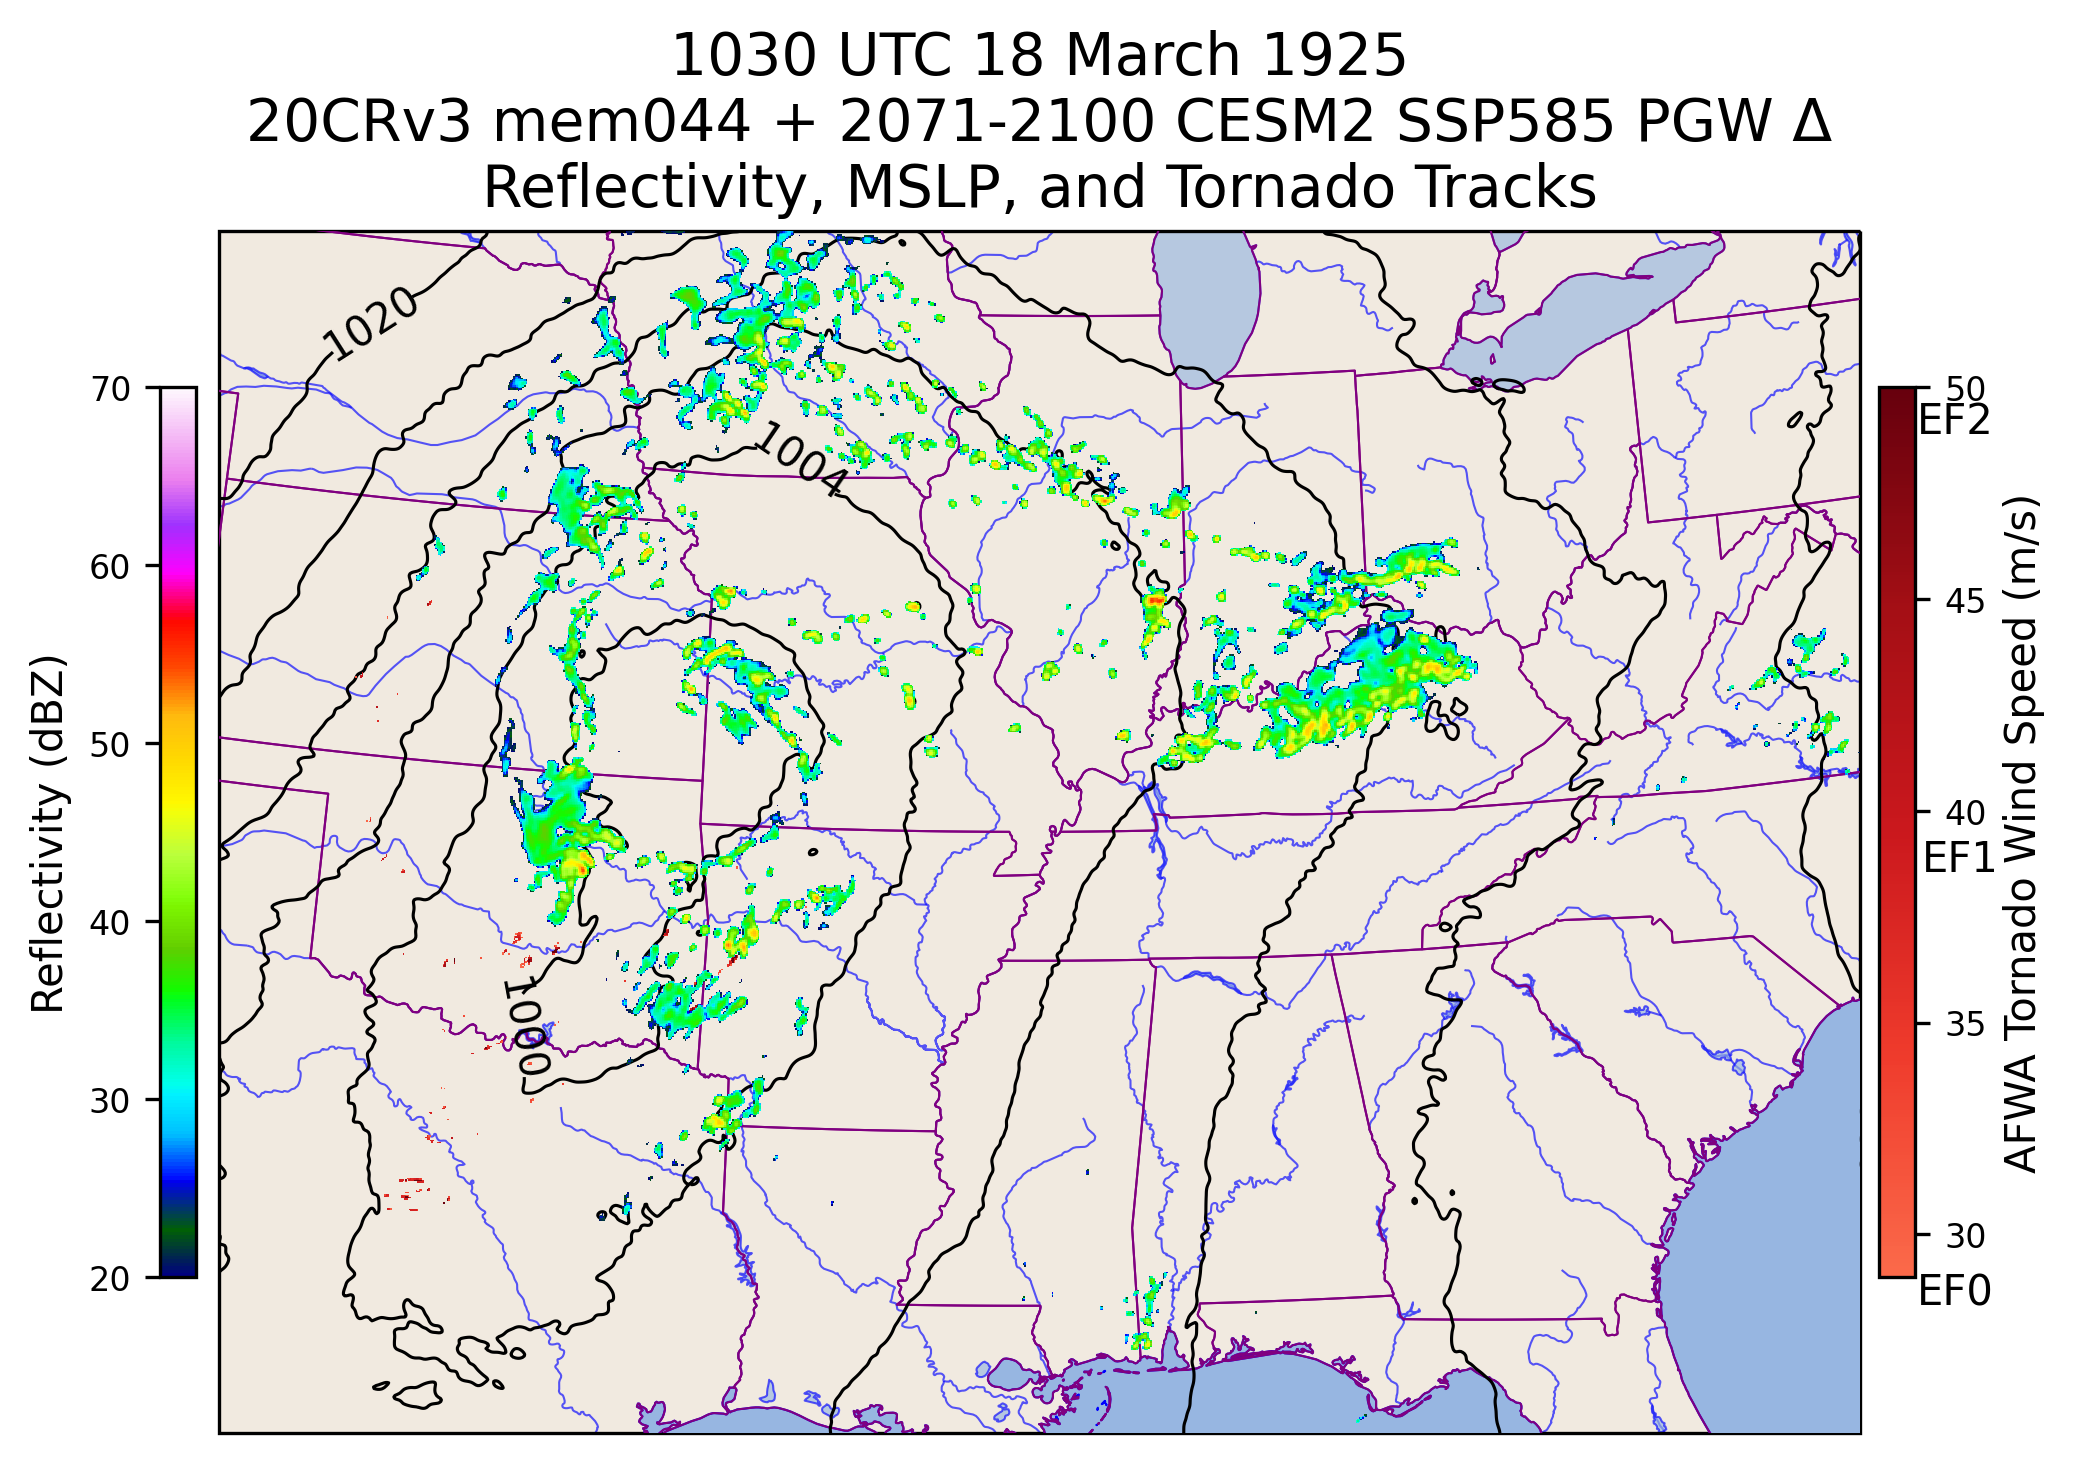 1030 UTC 18 March 1925
20CRv3 mem044 + 2071-2100 CESM2 SSP585 PGW Δ
Reflectivity, MSLP, and Tornado Tracks
1020
1004
1000
70
60
50
40
30
20
Reflectivity (dBZ)
50
EF2
45
40
EF1
35
30
EF0
AFWA Tornado Wind Speed (m/s)